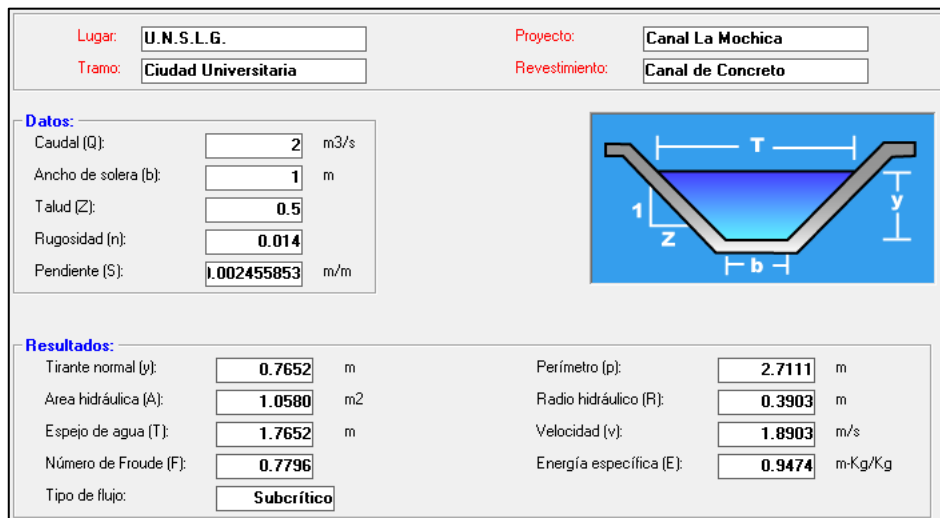 Lugar: U.N.S.L.G. Proyecto: Canal La Mochica
Tramo: Ciudad Universitaria Revestimiento: Canal de Concreto
Datos:
Caudal (Q): 2 m3/s
Ancho de solera (b): 1 m
Talud (Z): 0.5
Rugosidad (n): 0.014
Pendiente (S): .002455853 m/m
T
y
1
Z
b
Resultados:
Tirante normal (y): 0.7652 m Perímetro (p): 2.7111 m
Area hidráulica (A): 1.0580 m2 Radio hidráulico (R): 0.3903 m
Espejo de agua (T): 1.7652 m Velocidad (v): 1.8903 m/s
Número de Froude (F): 0.7796 Energía específica (E): 0.9474 m-Kg/Kg
Tipo de flujo: Subcrítico